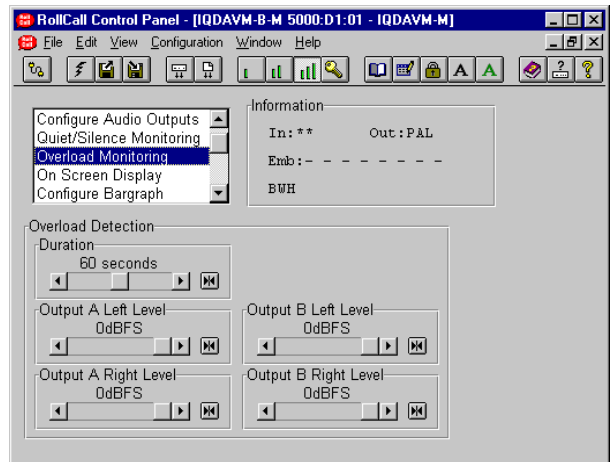 RollCall Control Panel - [IQDAVM-B-M 5000:D1:01 - IQDAVM-M]
File Edit View Configuration Window Help
A A
Configure Audio Outputs
Quiet/Silence Monitoring
Overload Monitoring
On Screen Display
Configure Bargraph
Information
In:** Out:PAL
Emb:- - - - - - - -
BWH
Overload Detection
Duration
60 seconds
Output A Left Level
0dBFS
Output B Left Level
0dBFS
Output A Right Level
0dBFS
Output B Right Level
0dBFS